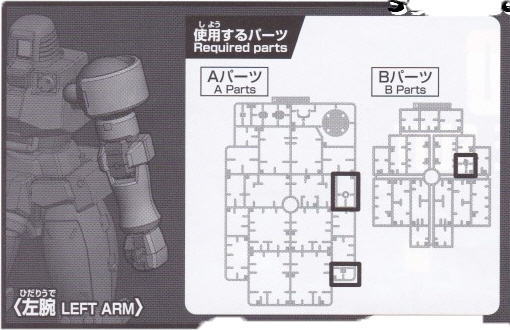 しよう
使用するパーツ
Required parts
Aパーツ
A Parts
Bパーツ
B Parts
ひだりうで
〈左腕 LEFT ARM〉